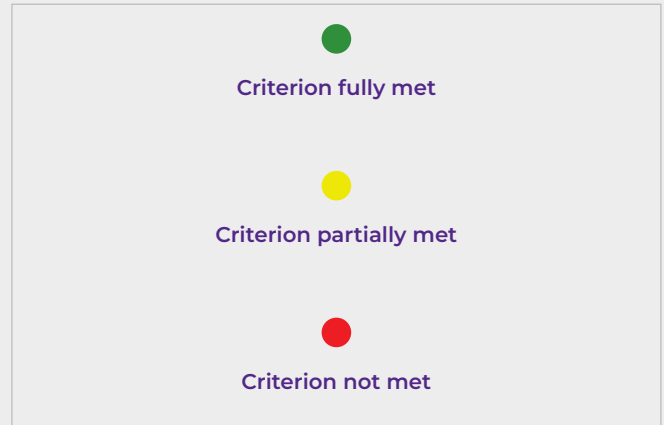 Criterion fully met
Criterion partially met
Criterion not met